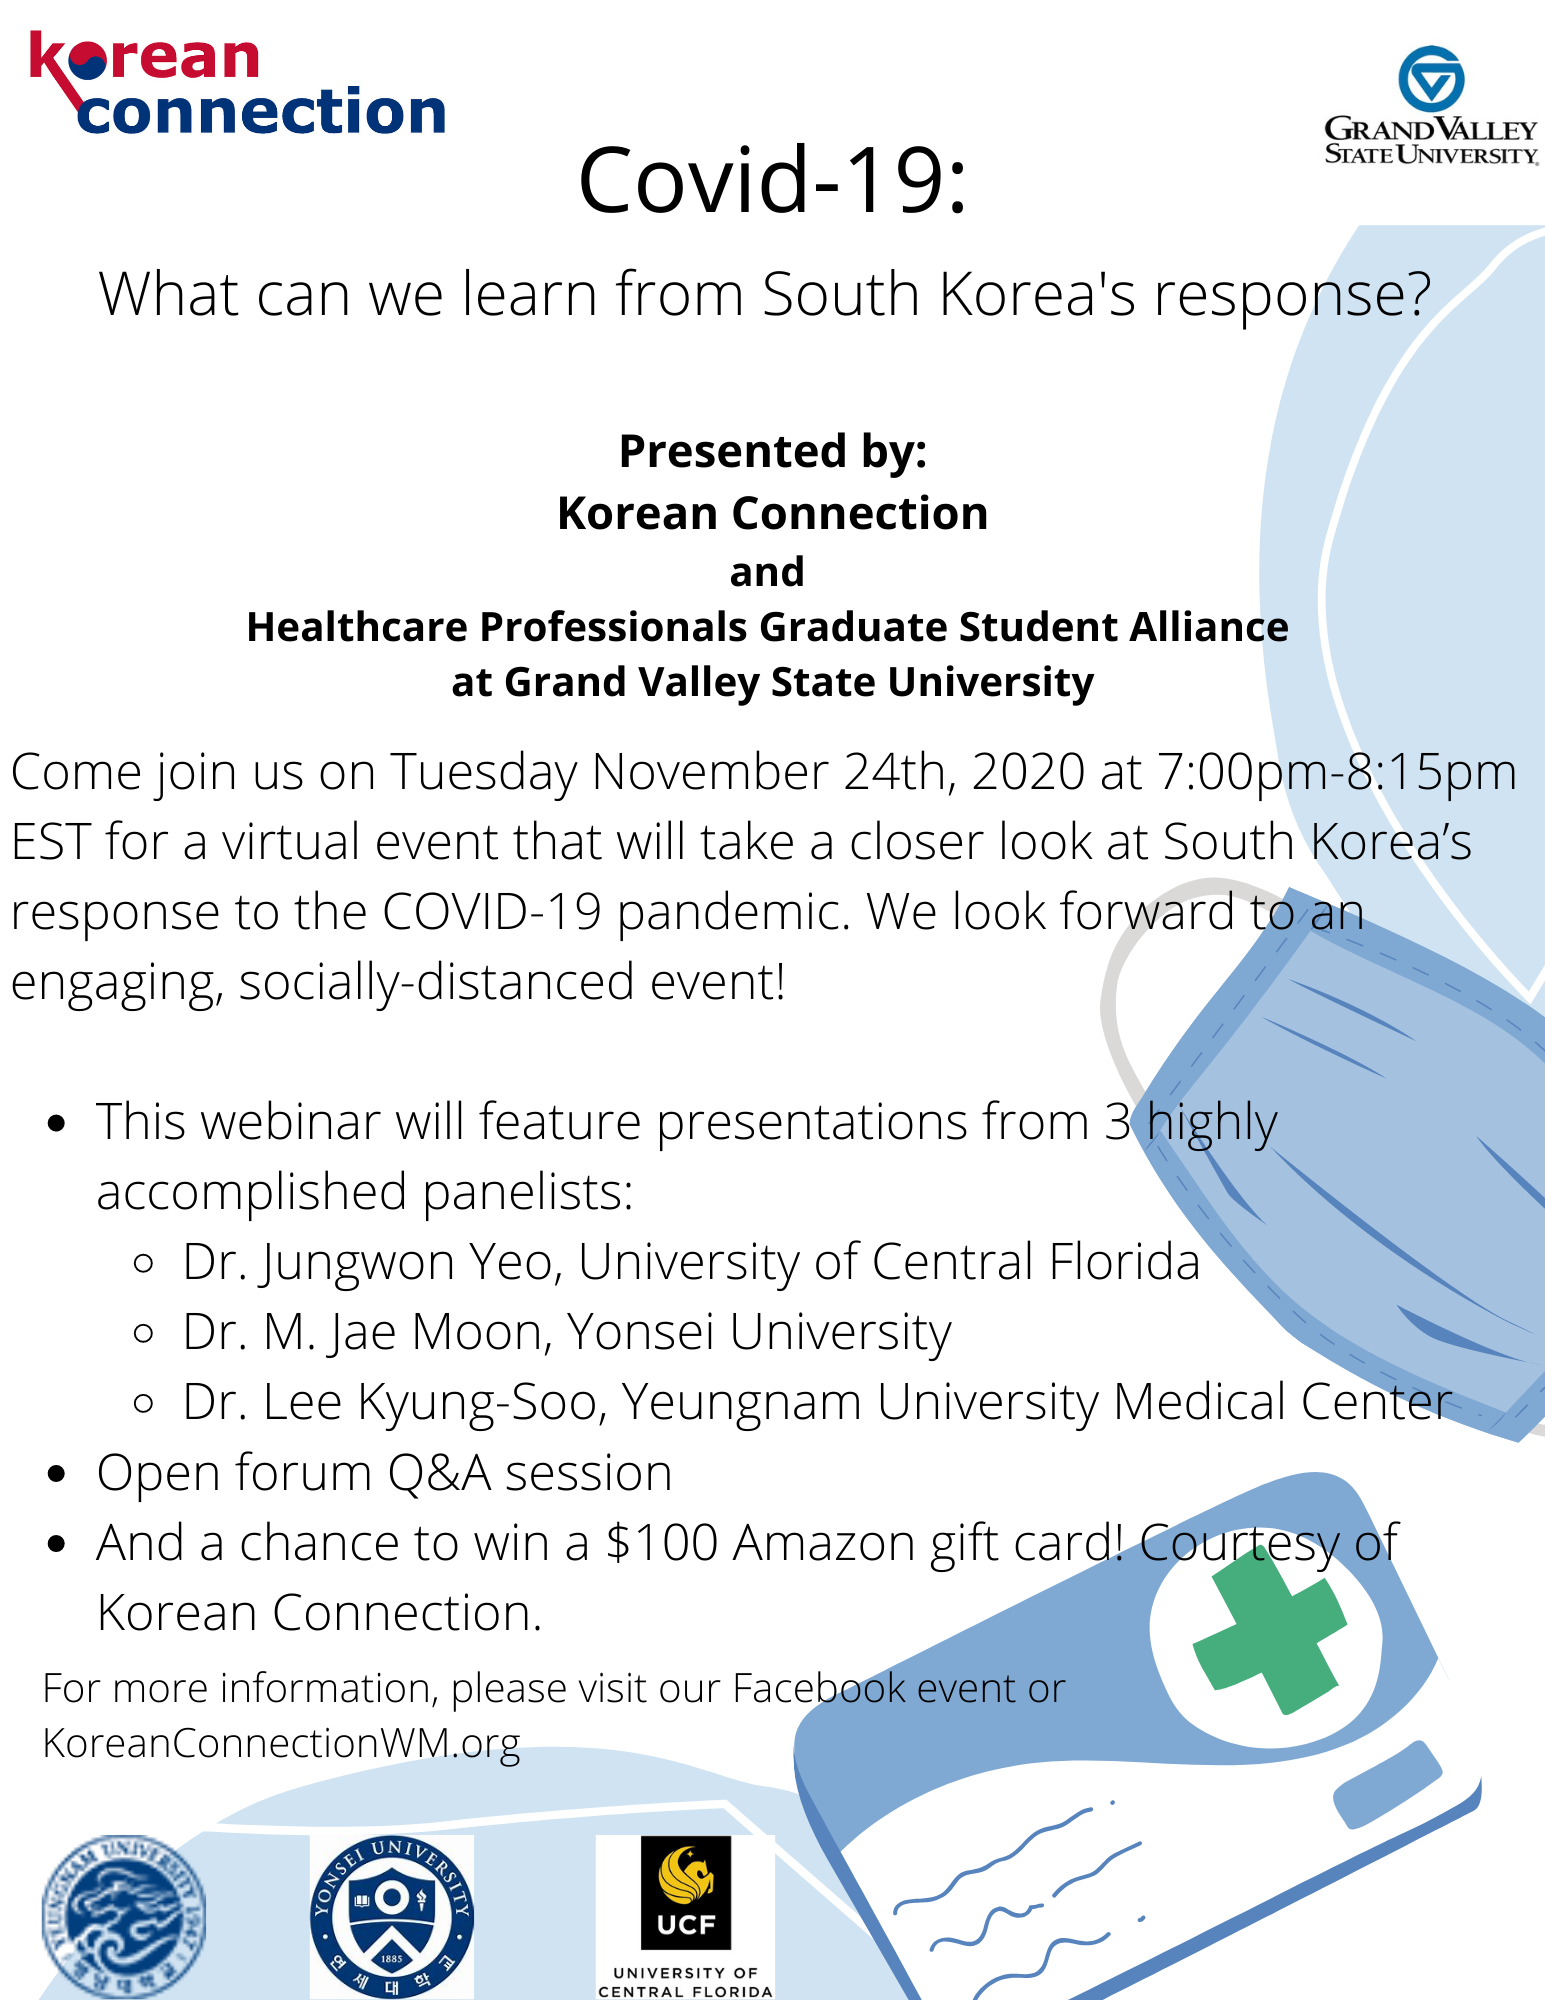 korean
connection
GRAND VALLEY
STATE UNIVERSITY
Covid-19:
What can we learn from South Korea's response?
Presented by:
Korean Connection
and
Healthcare Professionals Graduate Student Alliance
at Grand Valley State University
Come join us on Tuesday November 24th, 2020 at 7:00pm-8:15pm
EST for a virtual event that will take a closer look at South Korea’s
response to the COVID-19 pandemic. We look forward to an
engaging, socially-distanced event!
• This webinar will feature presentations from 3 highly
accomplished panelists:
◦ Dr. Jungwon Yeo, University of Central Florida
◦ Dr. M. Jae Moon, Yonsei University
◦ Dr. Lee Kyung-Soo, Yeungnam University Medical Center
• Open forum Q&A session
• And a chance to win a $100 Amazon gift card! Courtesy of
Korean Connection.
For more information, please visit our Facebook event or
KoreanConnectionWM.org
YEUNGNAM UNIVERSITY 1947
YONSEI UNIVERSITY
1885
연세대학교
UCF
UNIVERSITY OF
CENTRAL FLORIDA